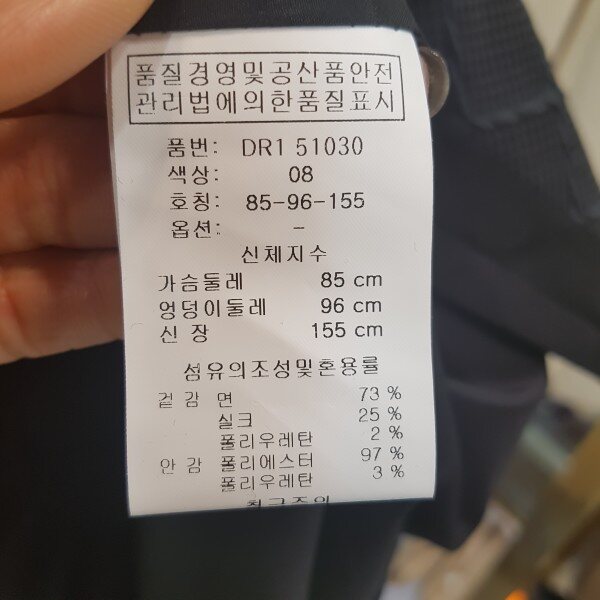 품질경영및공산품안전
관리법에의한품질표시
품번: DR1 51030
색상: 08
호칭: 85-96-155
옵션: -
신체지수
가슴둘레 85 cm
엉덩이둘레 96 cm
신 장 155 cm
섬유의조성및혼용률
겉감 면 73 %
실크 25 %
폴리우레탄 2 %
안감 폴리에스터 97 %
폴리우레탄 3 %
취급주의